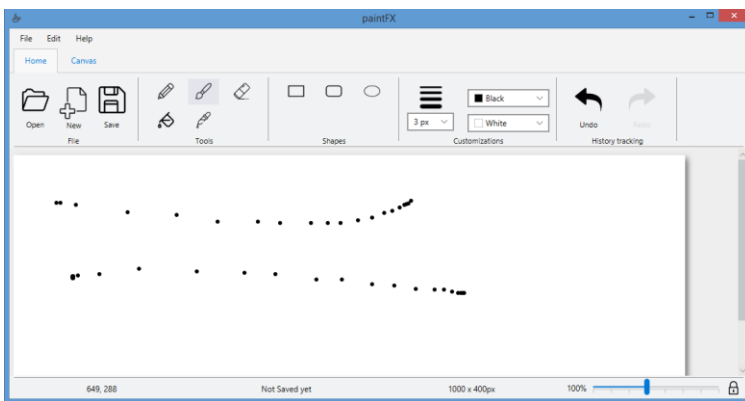 paintFX
File Edit Help
Home Canvas
Open New Save
3 px
Black
White
Undo
File Tools Shapes Customizations History tracking
649, 288 Not Saved yet 1000 x 400px 100%